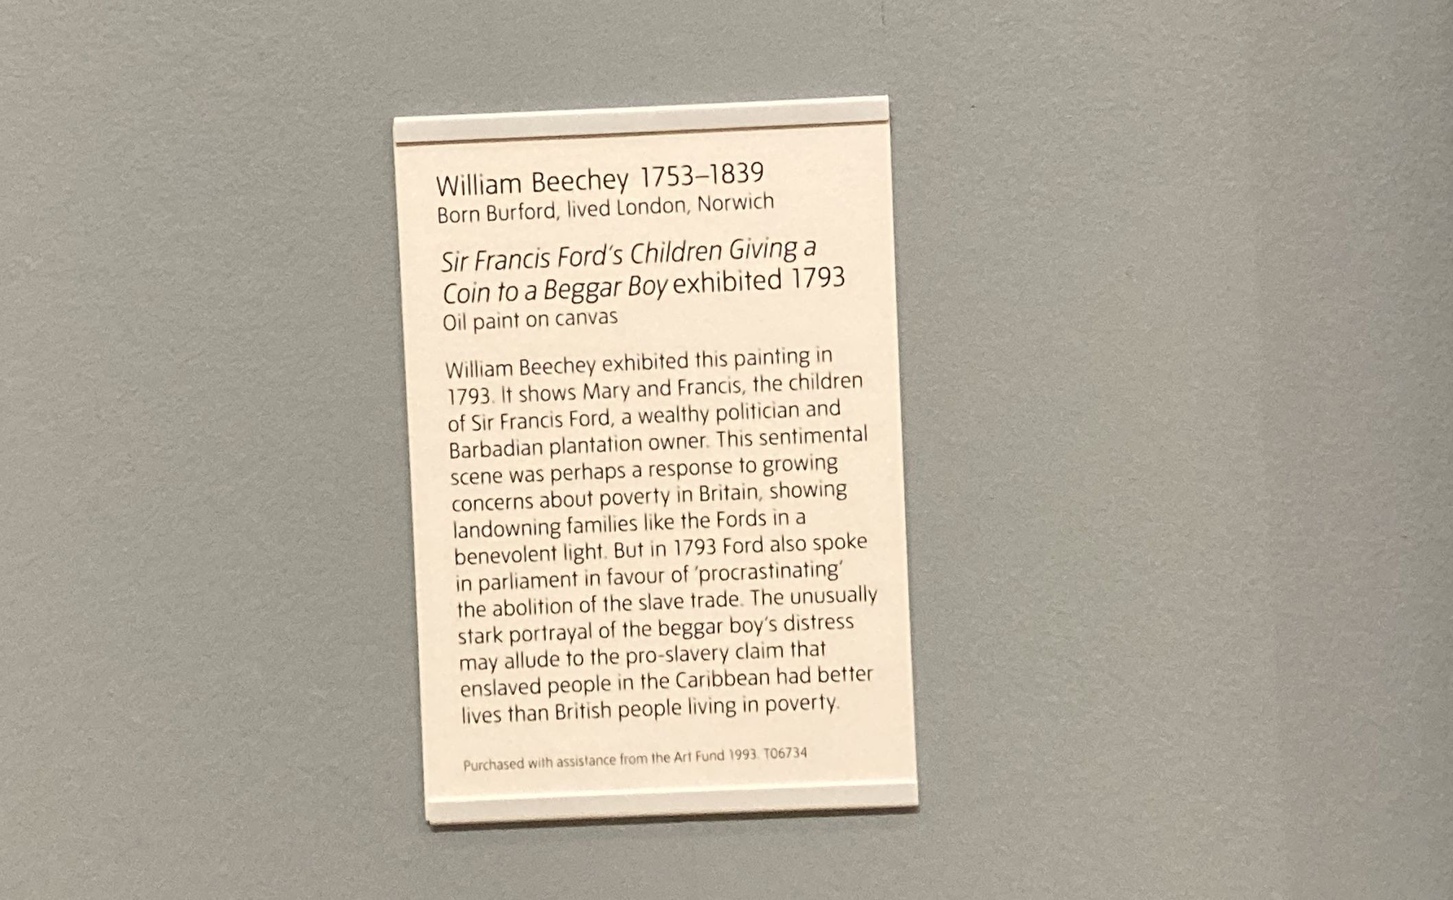 William Beechey 1753–1839
Born Burford, lived London, Norwich
Sir Francis Ford's Children Giving a
Coin to a Beggar Boy exhibited 1793
Oil paint on canvas
William Beechey exhibited this painting in
1793. It shows Mary and Francis, the children
of Sir Francis Ford, a wealthy politician and
Barbadian plantation owner. This sentimental
scene was perhaps a response to growing
concerns about poverty in Britain, showing
landowning families like the Fords in a
benevolent light. But in 1793 Ford also spoke
in parliament in favour of 'procrastinating'
the abolition of the slave trade. The unusually
stark portrayal of the beggar boy's distress
may allude to the pro-slavery claim that
enslaved people in the Caribbean had better
lives than British people living in poverty.
Purchased with assistance from the Art Fund 1993. T06734